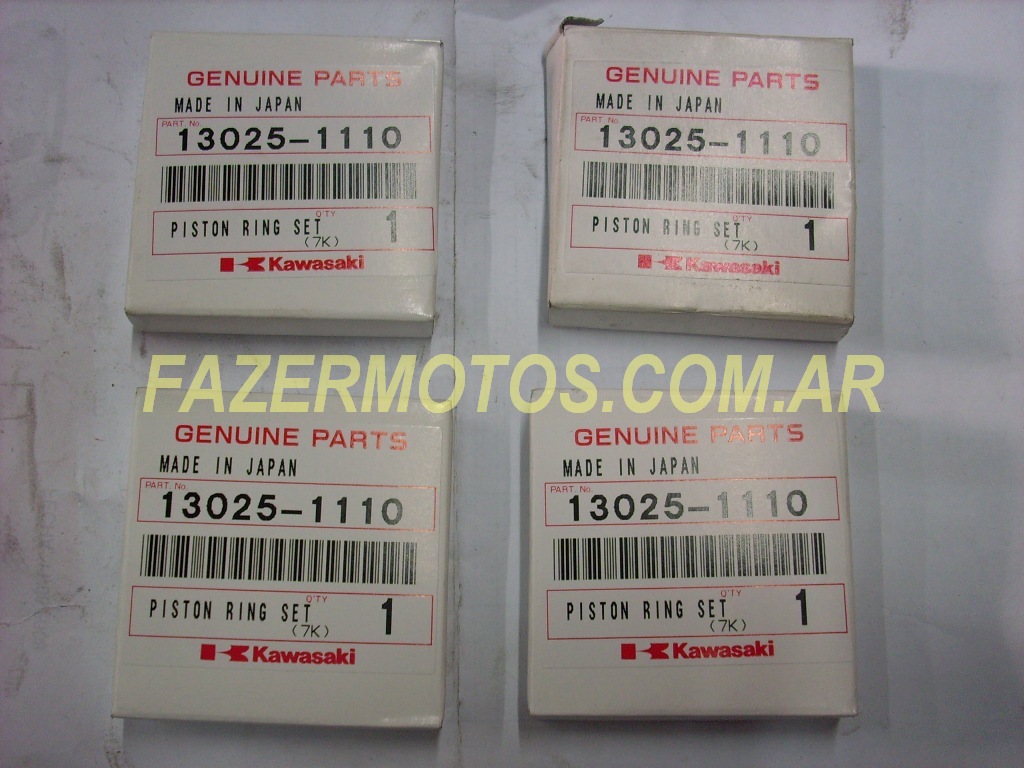 GENUINE PARTS
MADE IN JAPAN
PART. No.
13025-1110
Q'TY
PISTON RING SET 1
(7K)
Kawasaki
GENUINE PARTS
MADE IN JAPAN
PART. No.
13025-1110
Q'TY
PISTON RING SET 1
(7K)
Kawasaki
FAZERMOTOS.COM.AR
GENUINE PARTS
MADE IN JAPAN
PART. No.
13025-1110
Q'TY
PISTON RING SET 1
(7K)
Kawasaki
GENUINE PARTS
MADE IN JAPAN
PART. No.
13025-1110
Q'TY
PISTON RING SET 1
(7K)
Kawasaki